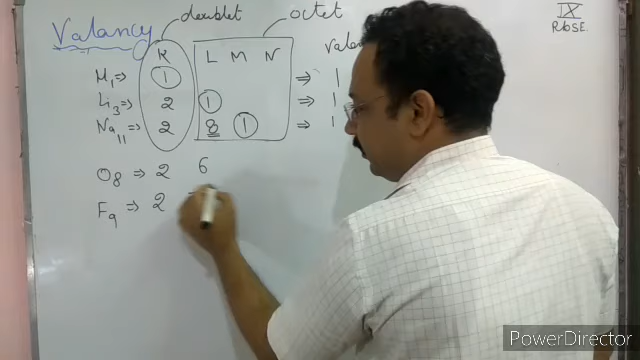 doublet octet IX
Valancy RBSE
K L M N
H₁ ⇒ 1 ⇒ 1
Li₃ ⇒ 2 1 ⇒ 1
Na₁₁ ⇒ 2 8 1 ⇒ 1
O₈ ⇒ 2 6
F₉ ⇒ 2
PowerDirector